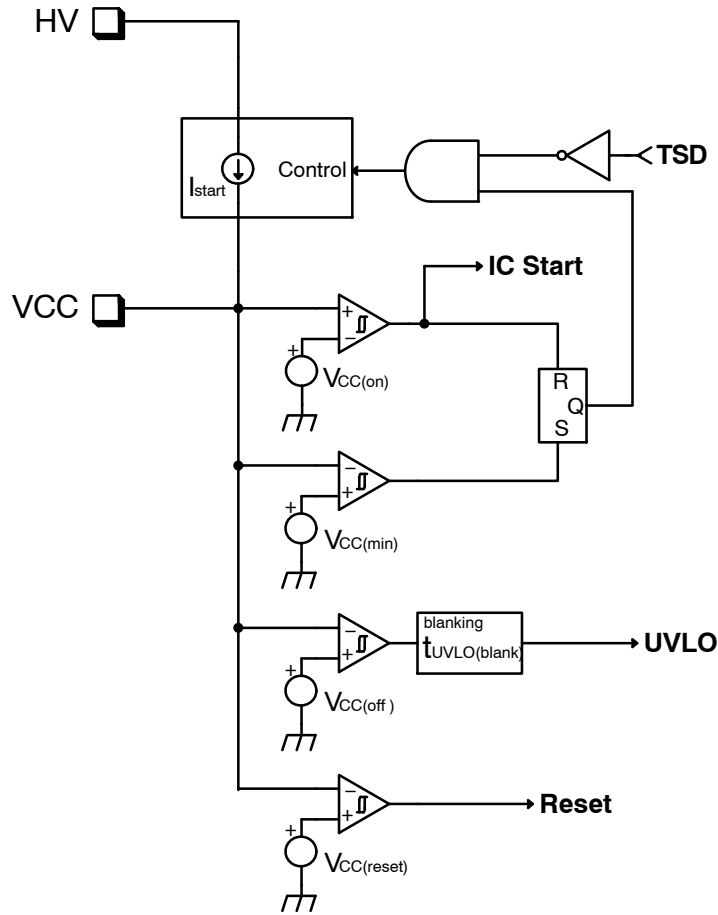 HV
TSD
Control
Istart
IC Start
VCC
+
−
+
VCC(on)
R
Q
S
−
+
+
VCC(min)
blanking
tUVLO(blank)
UVLO
−
+
+
VCC(off )
Reset
−
+
+
VCC(reset)